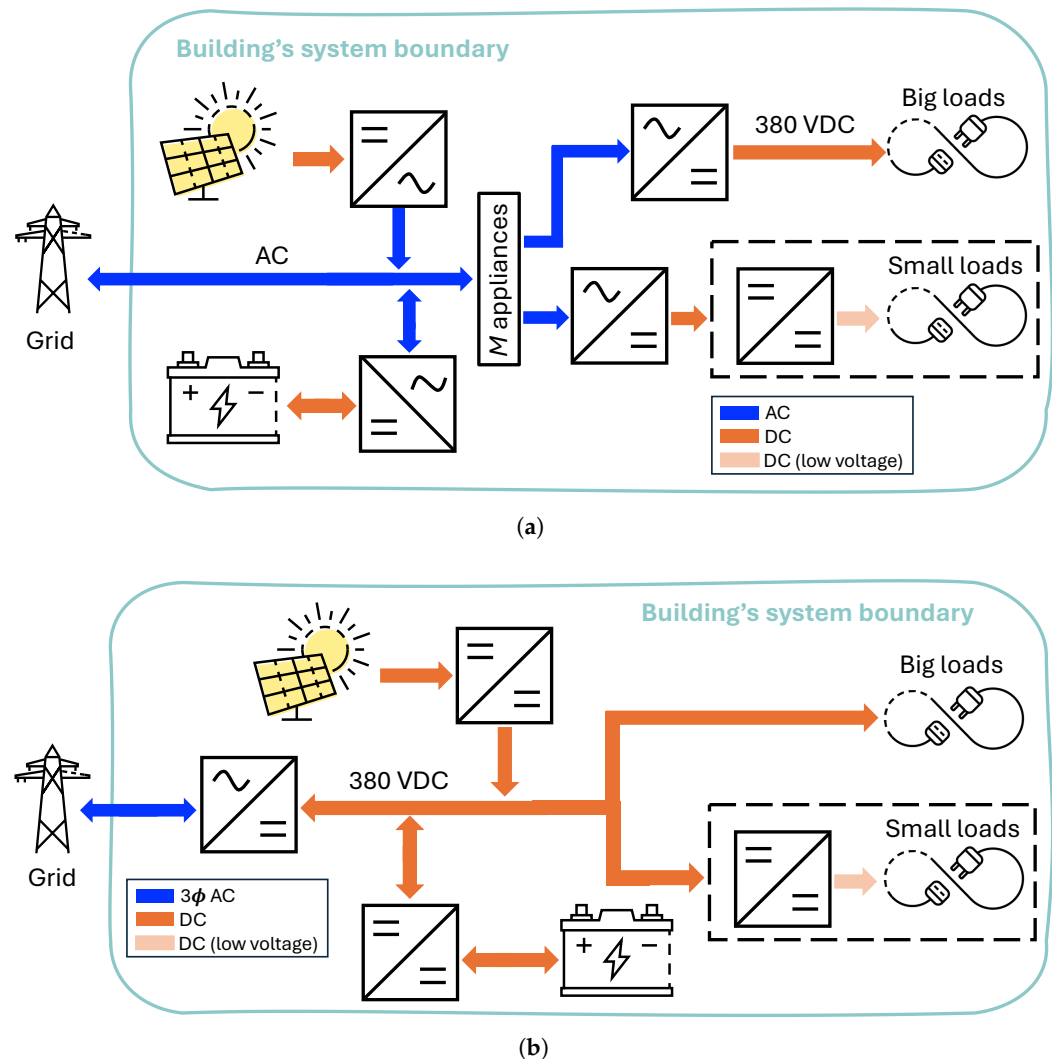 Building's system boundary
Big loads
380 VDC
AC
M appliances
Small loads
Grid
+ −
AC
DC
DC (low voltage)
(a)
Building's system boundary
Big loads
380 VDC
Small loads
Grid
3ϕ AC
DC
DC (low voltage)
+ −
(b)